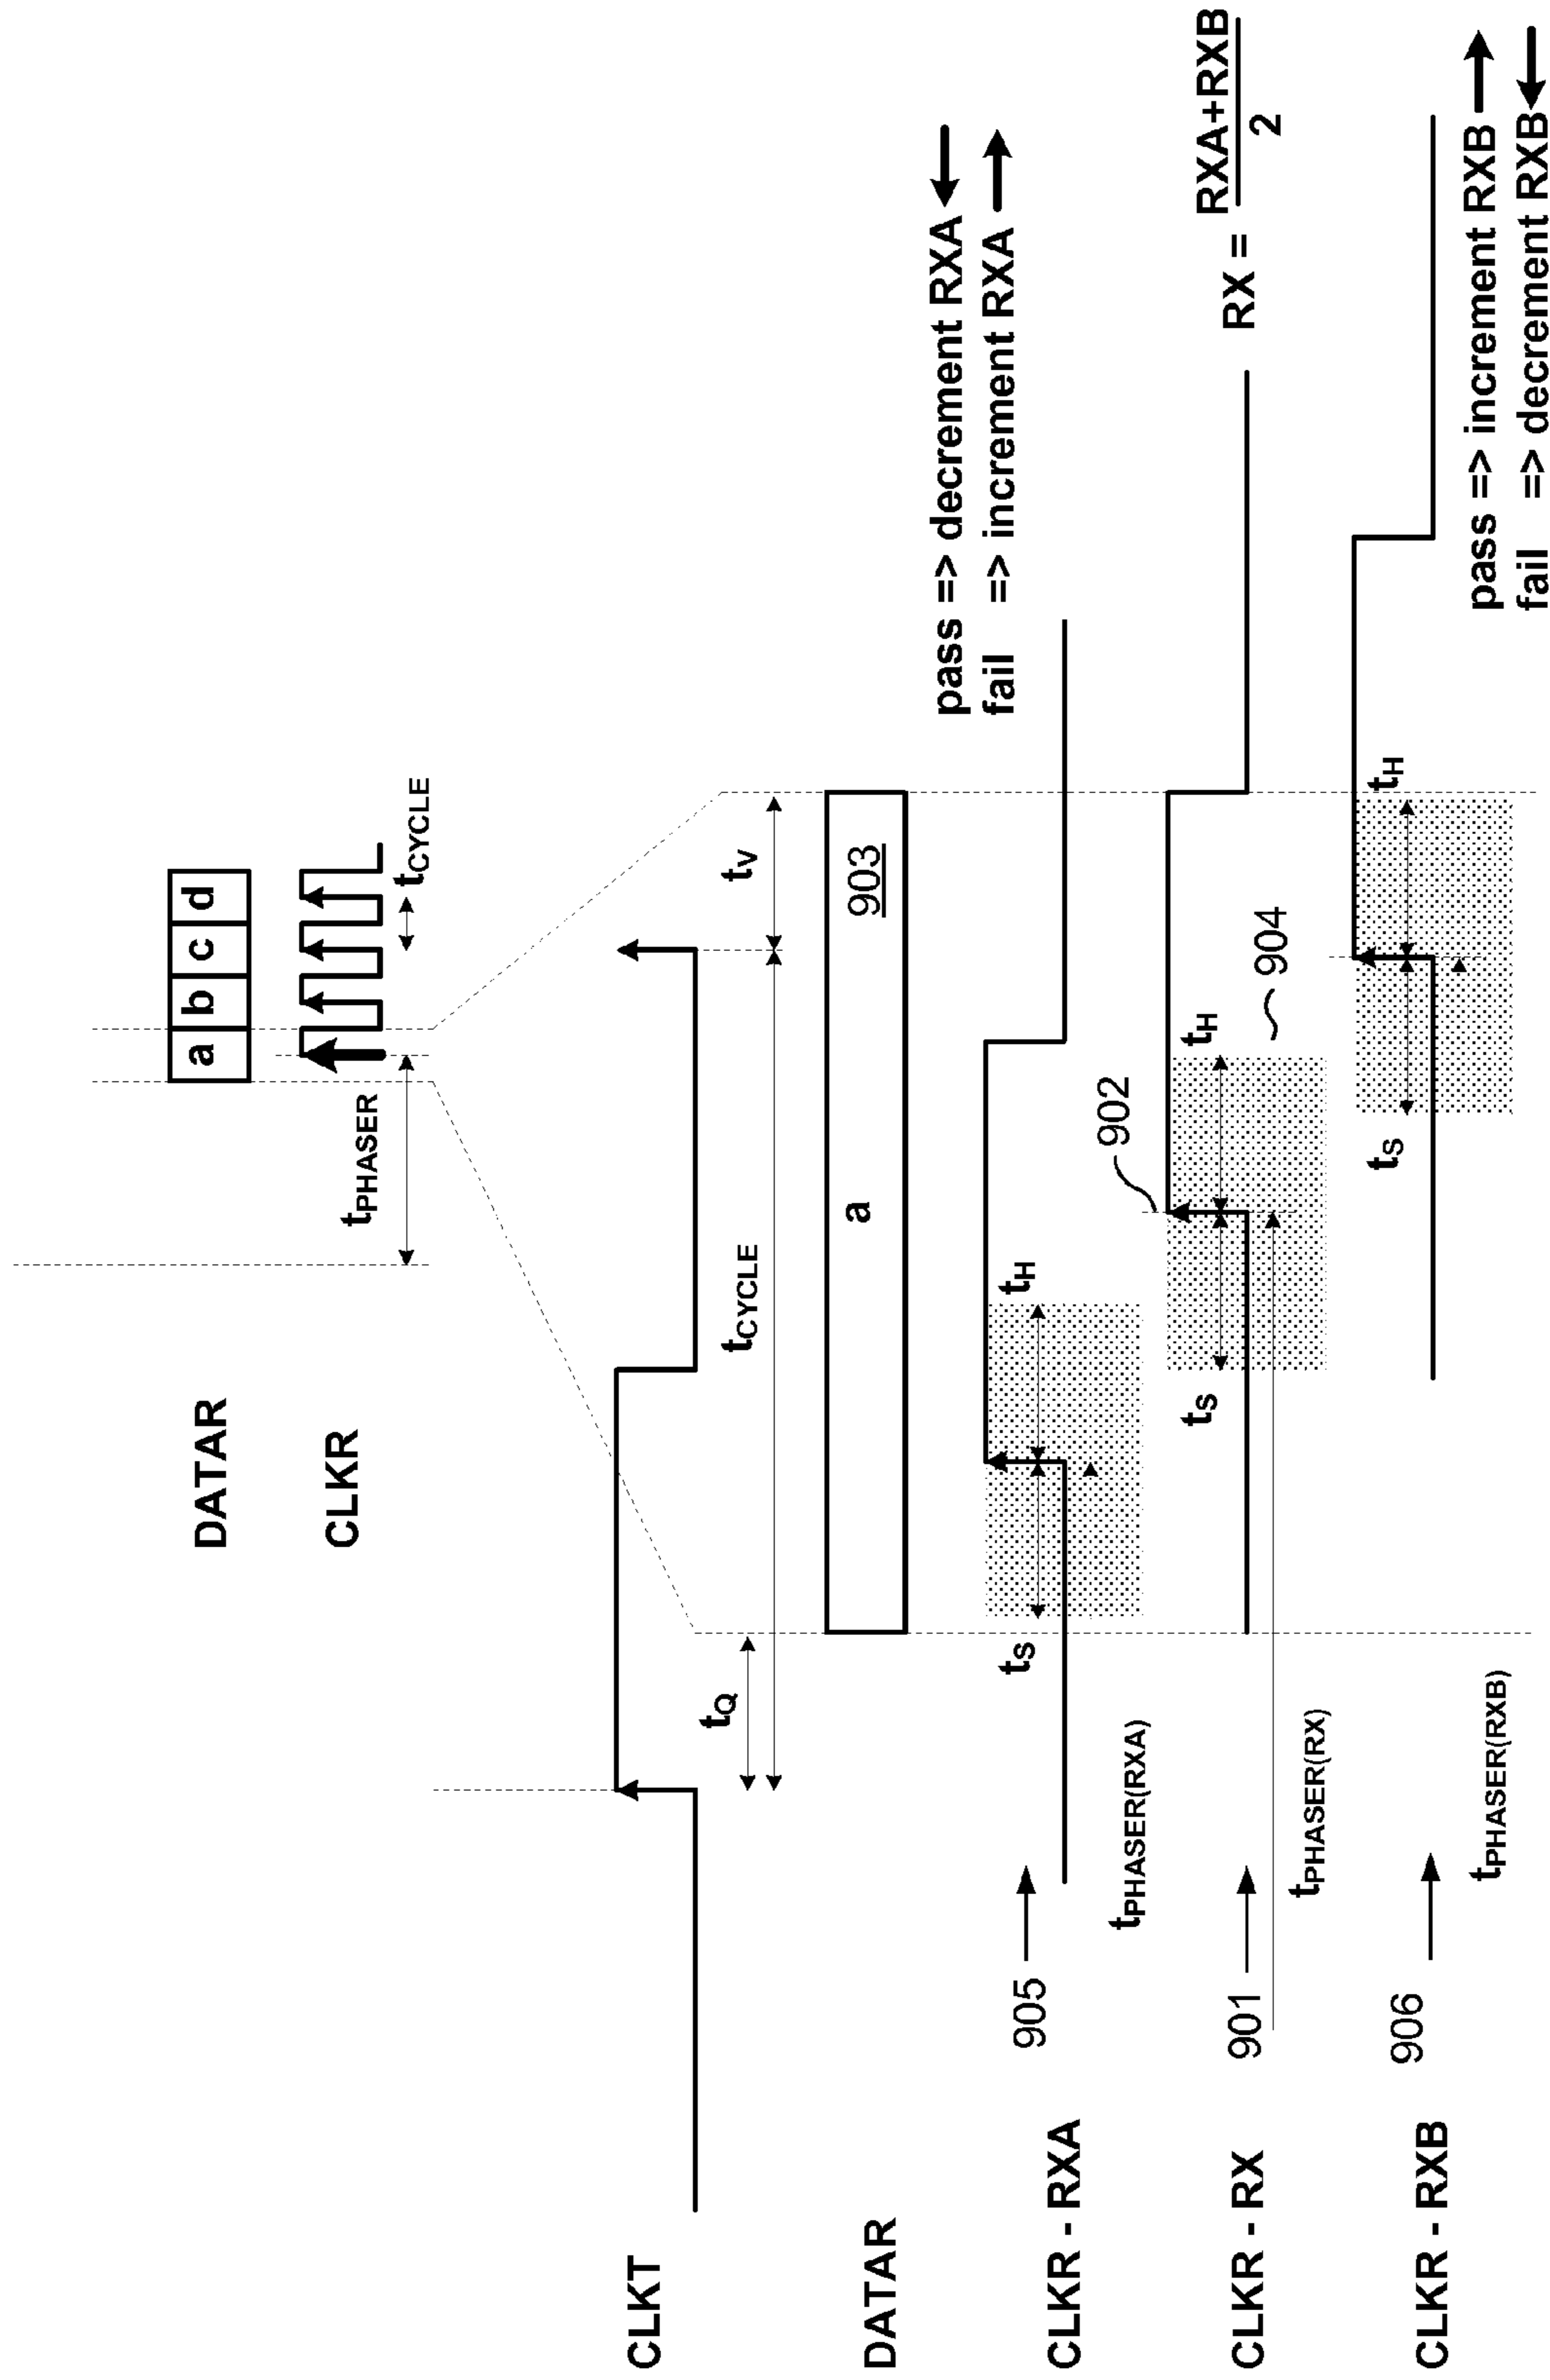 DATAR
a b c d
CLKR
tPHASER
tCYCLE
CLKT
tQ
tCYCLE
tV
DATAR
a
903
CLKR - RXA
905
tPHASER(RXA)
tS
tH
pass => decrement RXA
fail => increment RXA
CLKR - RX
901
tPHASER(RX)
tS
902
tH
904
RX = RXA+RXB
2
CLKR - RXB
906
tPHASER(RXB)
tS
tH
pass => increment RXB
fail => decrement RXB